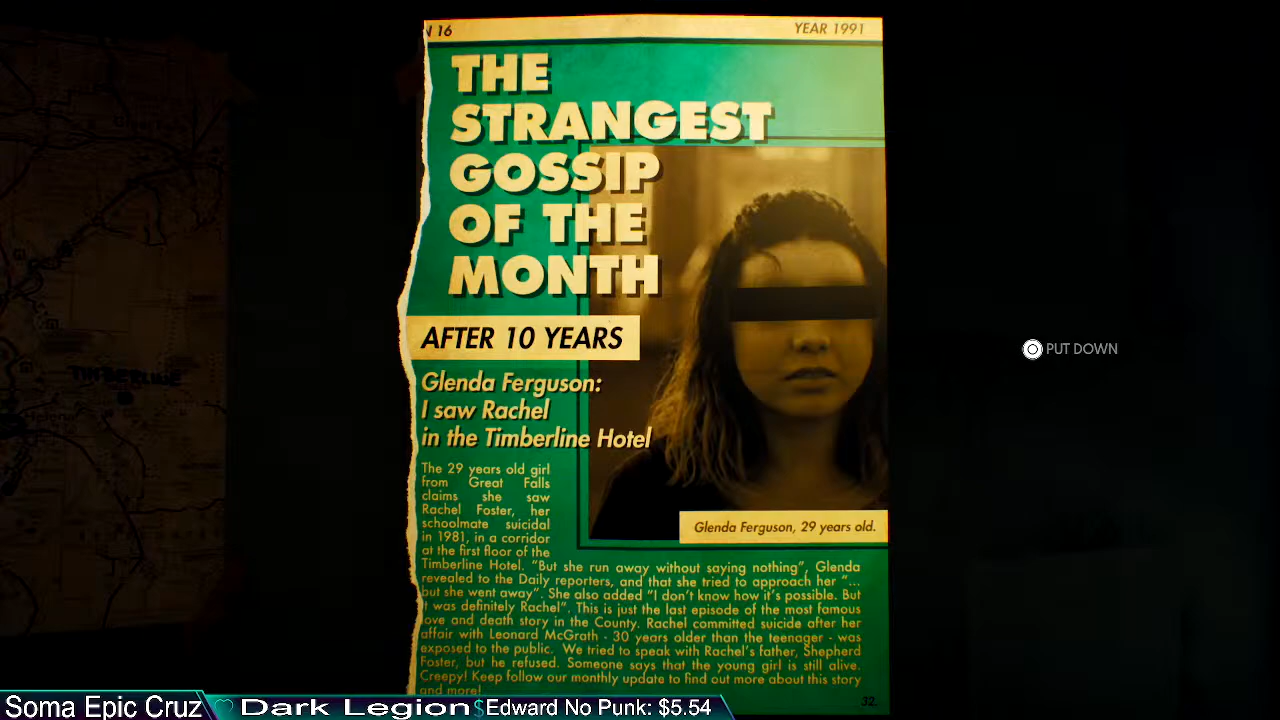 N 16
YEAR 1991
THE
STRANGEST
GOSSIP
OF THE
MONTH
AFTER 10 YEARS
Glenda Ferguson:
I saw Rachel
in the Timberline Hotel
Glenda Ferguson, 29 years old.
The 29 years old girl
from Great Falls
claims she saw
Rachel Foster, her
schoolmate suicidal
in 1981, in a corridor
at the first floor of the
Timberline Hotel. "But she run away without saying nothing", Glenda
revealed to the Daily reporters, and that she tried to approach her "...
but she went away". She also added "I don't know how it's possible. But
it was definitely Rachel". This is just the last episode of the most famous
love and death story in the County. Rachel committed suicide after her
affair with Leonard McGrath - 30 years older than the teenager - was
exposed to the public. We tried to speak with Rachel's father, Shepherd
Foster, but he refused. Someone says that the young girl is still alive.
Creepy! Keep follow our monthly update to find out more about this story
and more!
32.
PUT DOWN
TIMBERLINE
Helena
Soma Epic Cruz
Dark Legion
$Edward No Punk: $5.54